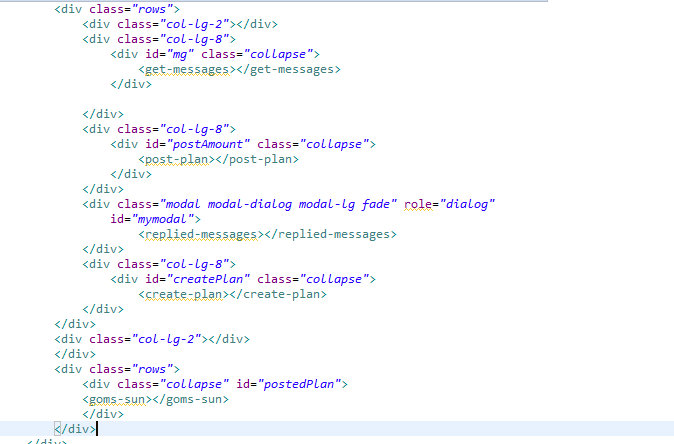 <div class="rows">
<div class="col-lg-2"></div>
<div class="col-lg-8">
<div id="mg" class="collapse">
<get-messages></get-messages>
</div>
</div>
<div class="col-lg-8">
<div id="postAmount" class="collapse">
<post-plan></post-plan>
</div>
</div>
<div class="modal modal-dialog modal-lg fade" role="dialog"
id="mymodal">
<replied-messages></replied-messages>
</div>
<div class="col-lg-8">
<div id="createPlan" class="collapse">
<create-plan></create-plan>
</div>
</div>
<div class="col-lg-2"></div>
</div>
<div class="rows">
<div class="collapse" id="postedPlan">
<goms-sun></goms-sun>
</div>
</div>
</div>